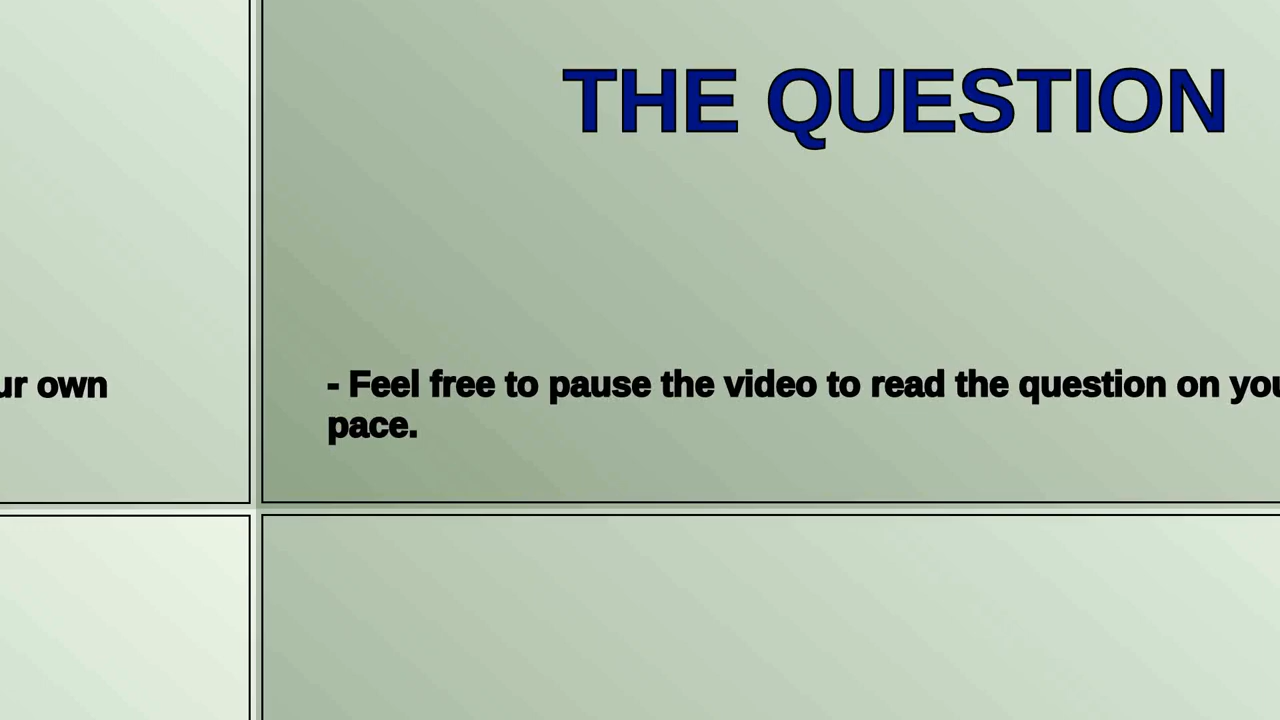 THE QUESTION
ur own
- Feel free to pause the video to read the question on you
pace.